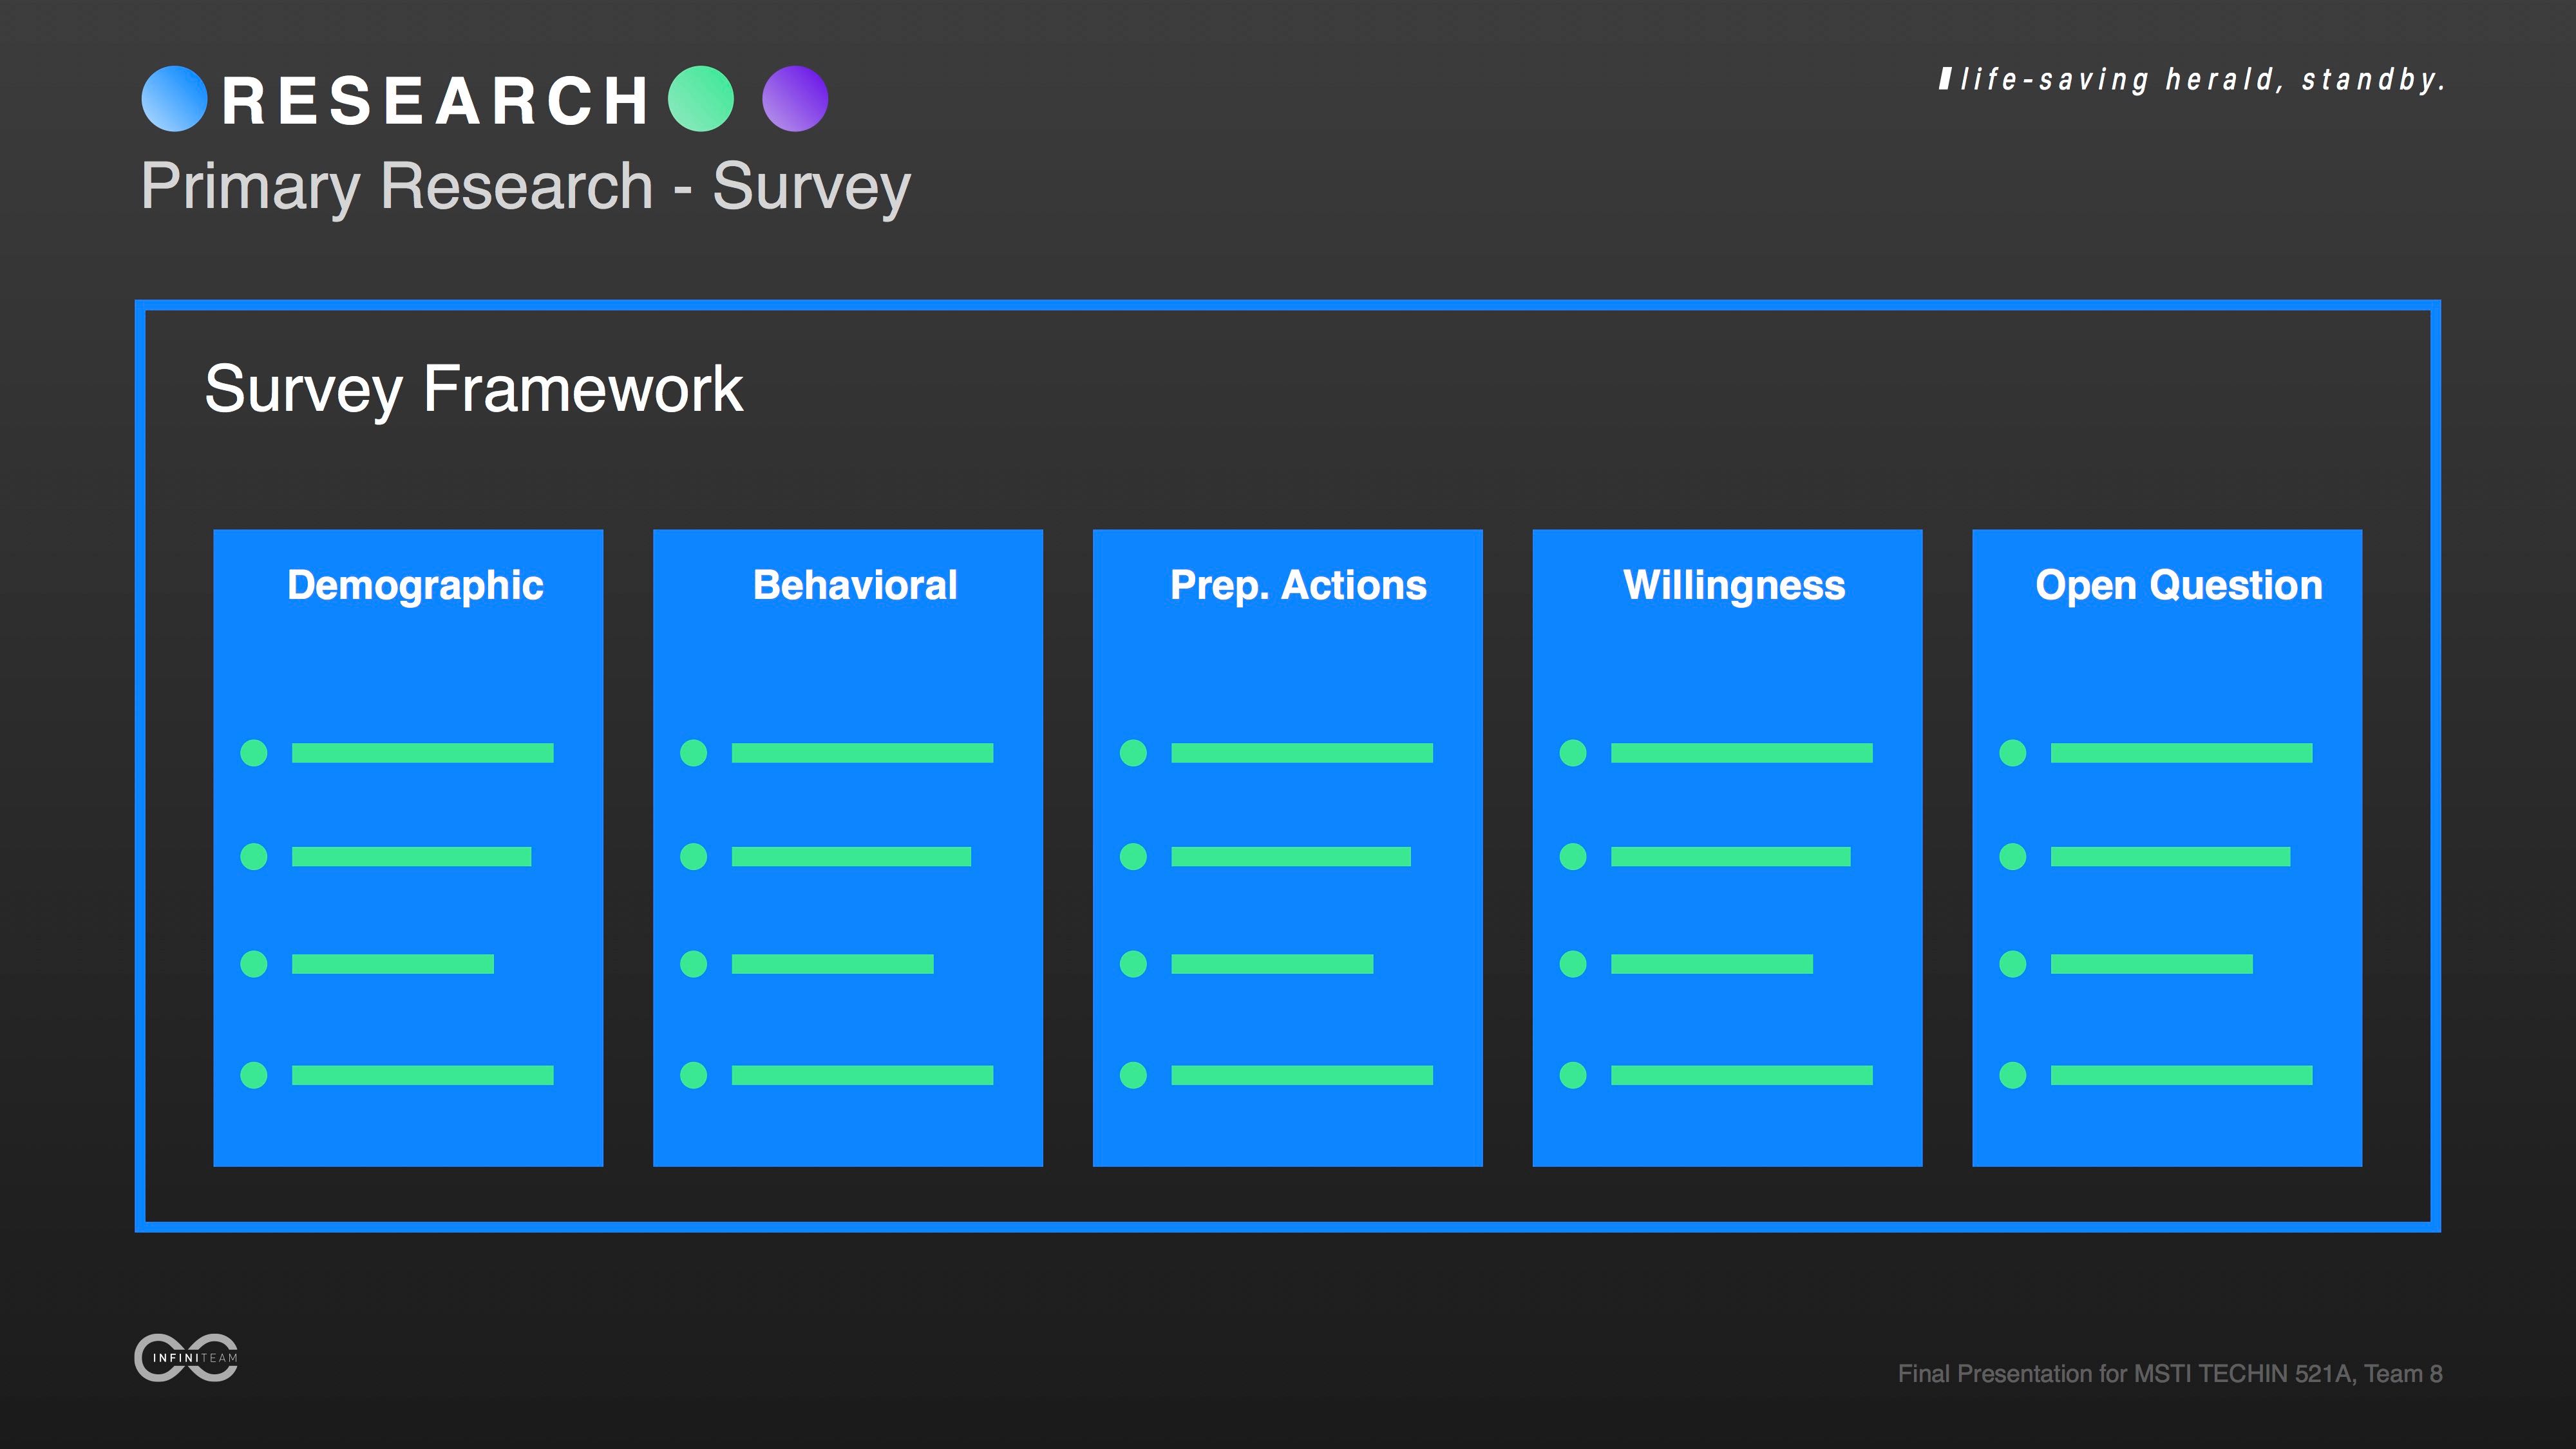 RESEARCH
life-saving herald, standby.
Primary Research - Survey
Survey Framework
Demographic
Behavioral
Prep. Actions
Willingness
Open Question
INFINITEAM
Final Presentation for MSTI TECHIN 521A, Team 8